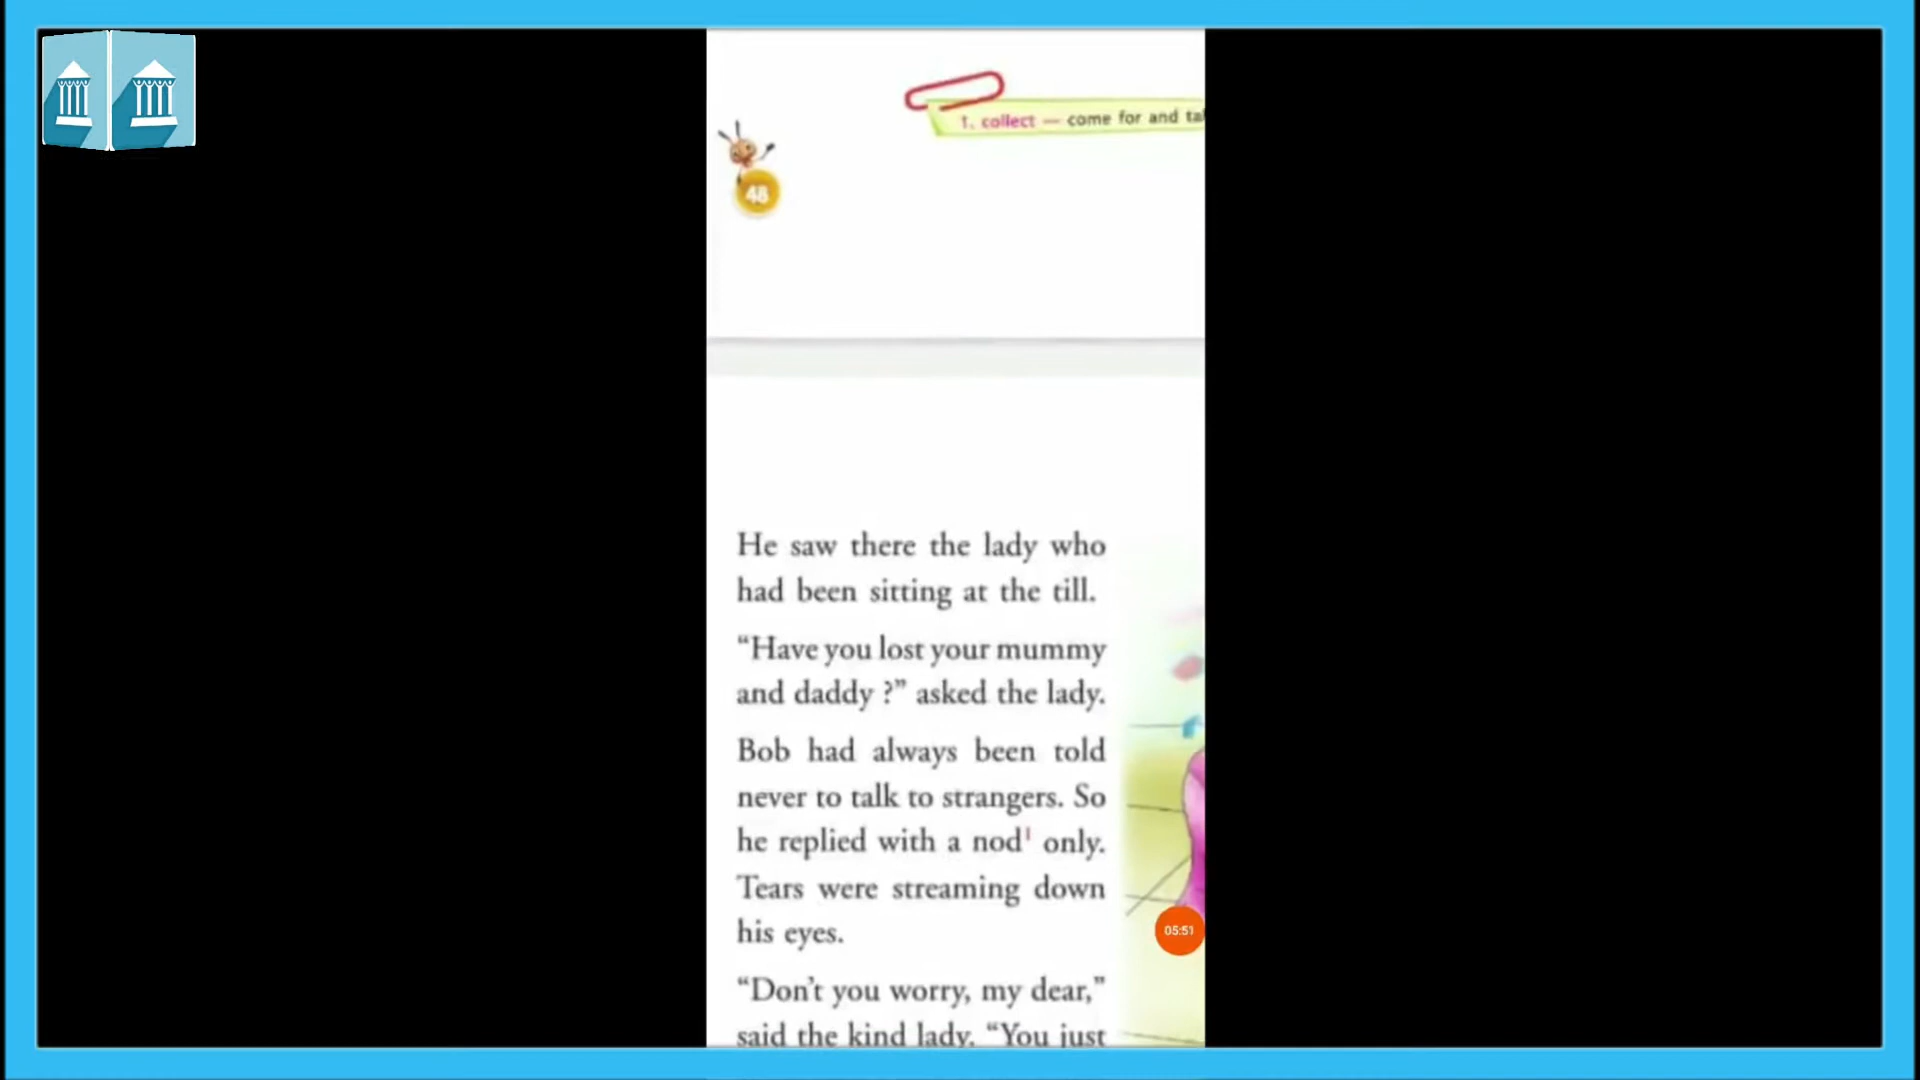 1. collect — come for and
48
He saw there the lady who
had been sitting at the till.
“Have you lost your mummy
and daddy ?” asked the lady.
Bob had always been told
never to talk to strangers. So
he replied with a nod¹ only.
Tears were streaming down
his eyes.
“Don’t you worry, my dear,”
said the kind lady. “You just
05:51